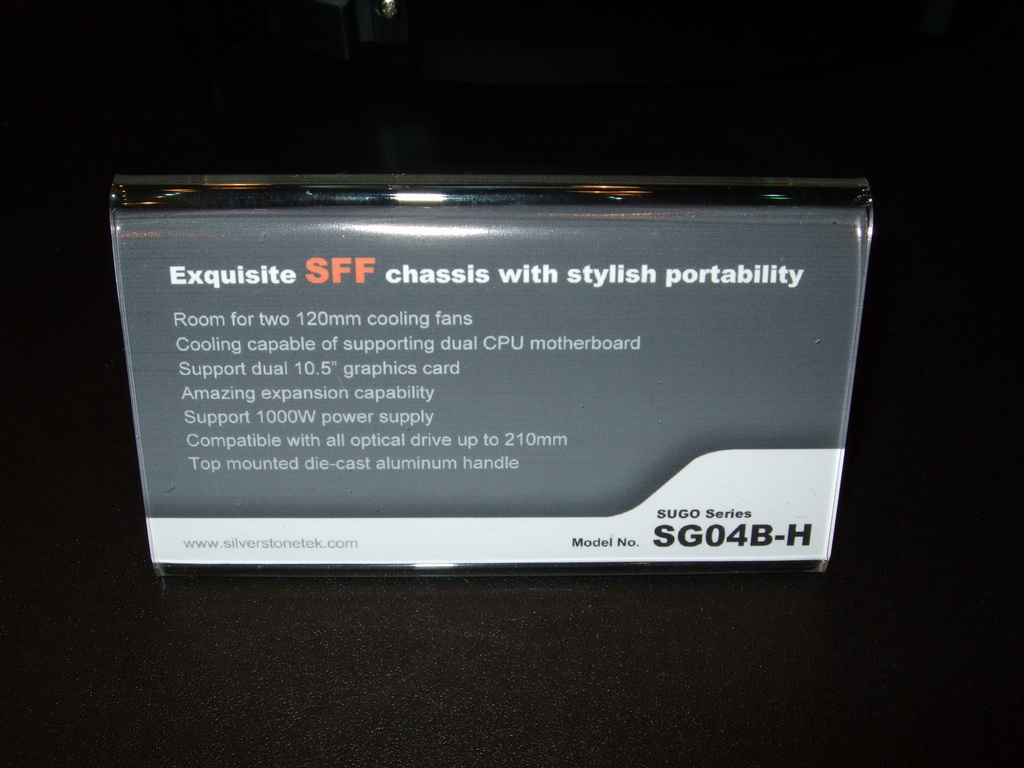 Exquisite SFF chassis with stylish portability
Room for two 120mm cooling fans
Cooling capable of supporting dual CPU motherboard
Support dual 10.5" graphics card
Amazing expansion capability
Support 1000W power supply
Compatible with all optical drive up to 210mm
Top mounted die-cast aluminum handle
SUGO Series
www.silverstonetek.com Model No. SG04B-H